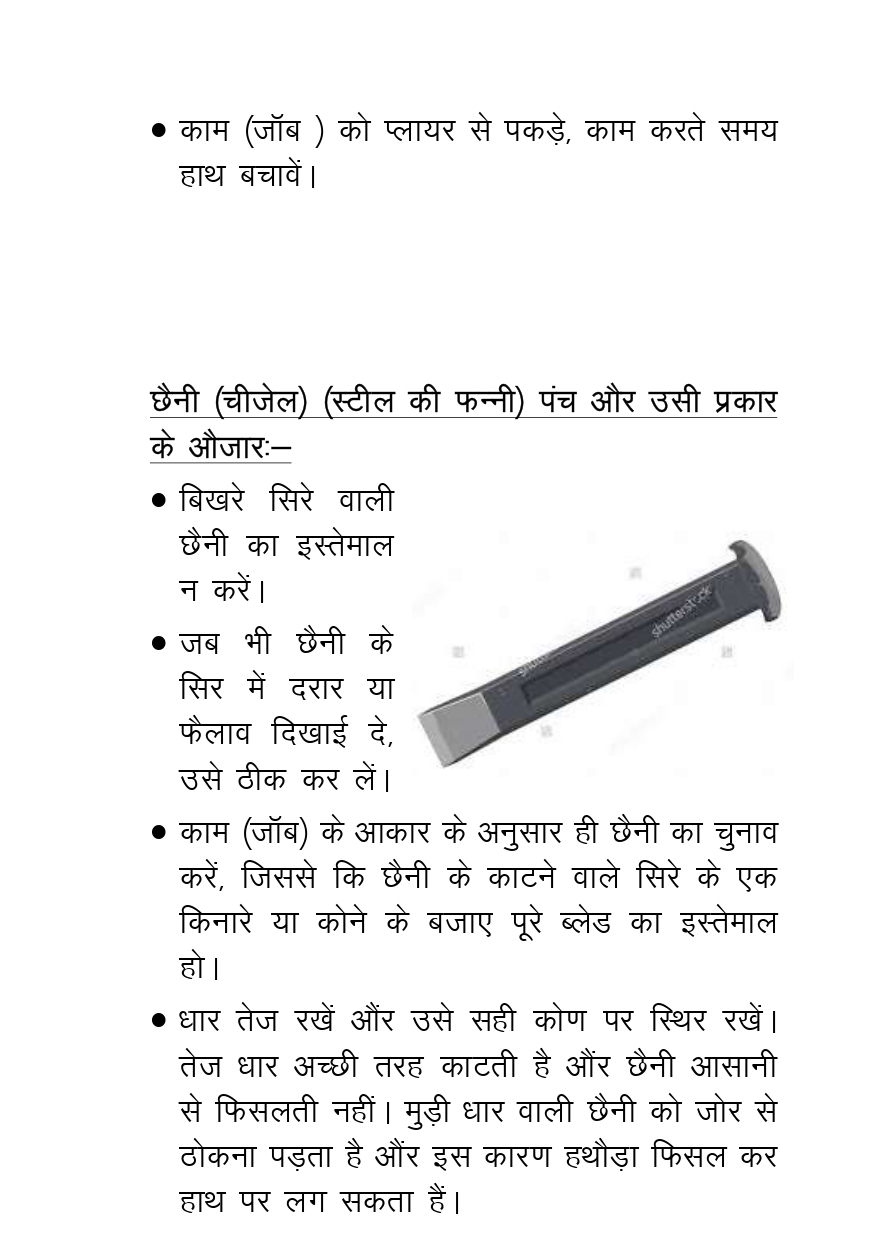 • काम (जॉब ) को प्लायर से पकड़े, काम करते समय
हाथ बचावें।
छैनी (चीजेल) (स्टील की फन्नी) पंच और उसी प्रकार
के औजारः–
• बिखरे सिरे वाली
छैनी का इस्तेमाल
न करें।
• जब भी छैनी के
सिर में दरार या
फैलाव दिखाई दे,
उसे ठीक कर लें।
shutterstock
• काम (जॉब) के आकार के अनुसार ही छैनी का चुनाव
करें, जिससे कि छैनी के काटने वाले सिरे के एक
किनारे या कोने के बजाए पूरे ब्लेड का इस्तेमाल
हो।
• धार तेज रखें औंर उसे सही कोण पर स्थिर रखें।
तेज धार अच्छी तरह काटती है औंर छैनी आसानी
से फिसलती नहीं। मुड़ी धार वाली छैनी को जोर से
ठोकना पड़ता है औंर इस कारण हथौड़ा फिसल कर
हाथ पर लग सकता हैं।